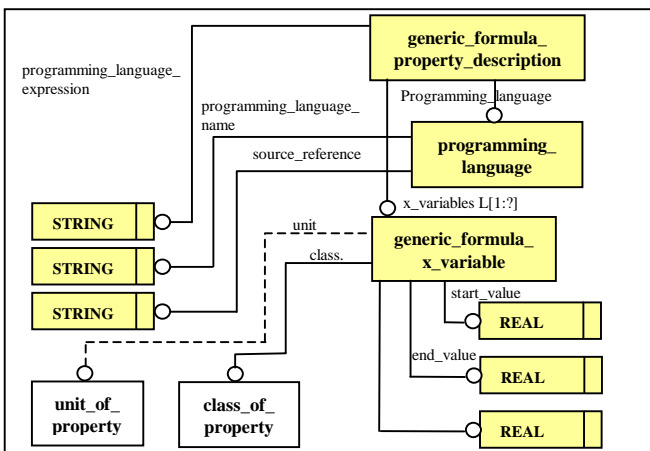 generic_formula_
property_description
programming_language_
expression
Programming_language
programming_language_
name
programming_
language
source_reference
x_variables L[1:?]
STRING
unit
generic_formula_
x_variable
STRING
class.
start_value
STRING
REAL
end_value
REAL
unit_of_
property
class_of_
property
REAL